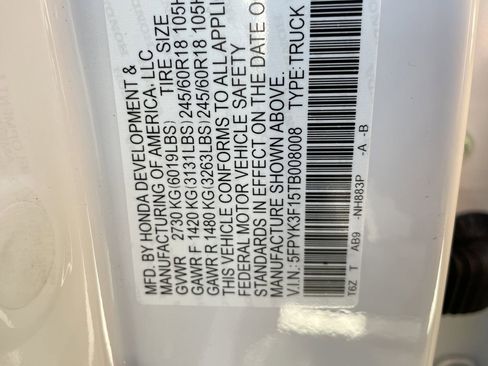 MFD. BY HONDA DEVELOPMENT &
MANUFACTURING OF AMERICA, LLC
TIRE SIZE
GVWR 2730 KG(6019LBS)
GAWR F 1420 KG(3131LBS) 245/60R18 105H
GAWR R 1480 KG(3263LBS) 245/60R18 105H
THIS VEHICLE CONFORMS TO ALL APPLI
FEDERAL MOTOR VEHICLE SAFETY
STANDARDS IN EFFECT ON THE DATE OF
MANUFACTURE SHOWN ABOVE.
V.I.N.: 5FPYK3F15TB008008 TYPE: TRUCK
T6Z T AB9 -NH883P -A -B